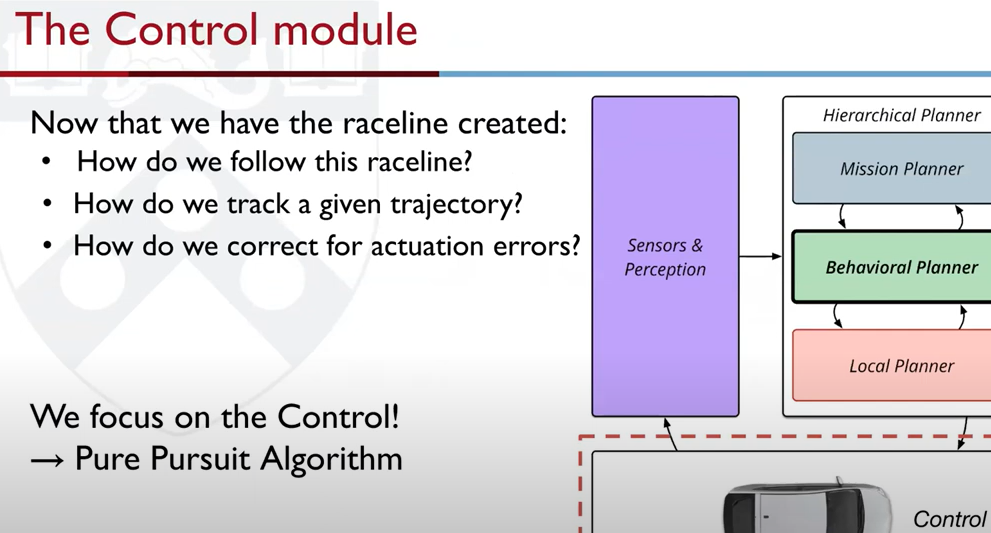 The Control module
Now that we have the raceline created:
• How do we follow this raceline?
• How do we track a given trajectory?
• How do we correct for actuation errors?
We focus on the Control!
→ Pure Pursuit Algorithm
Sensors &
Perception
Hierarchical Planner
Mission Planner
Behavioral Planner
Local Planner
Control